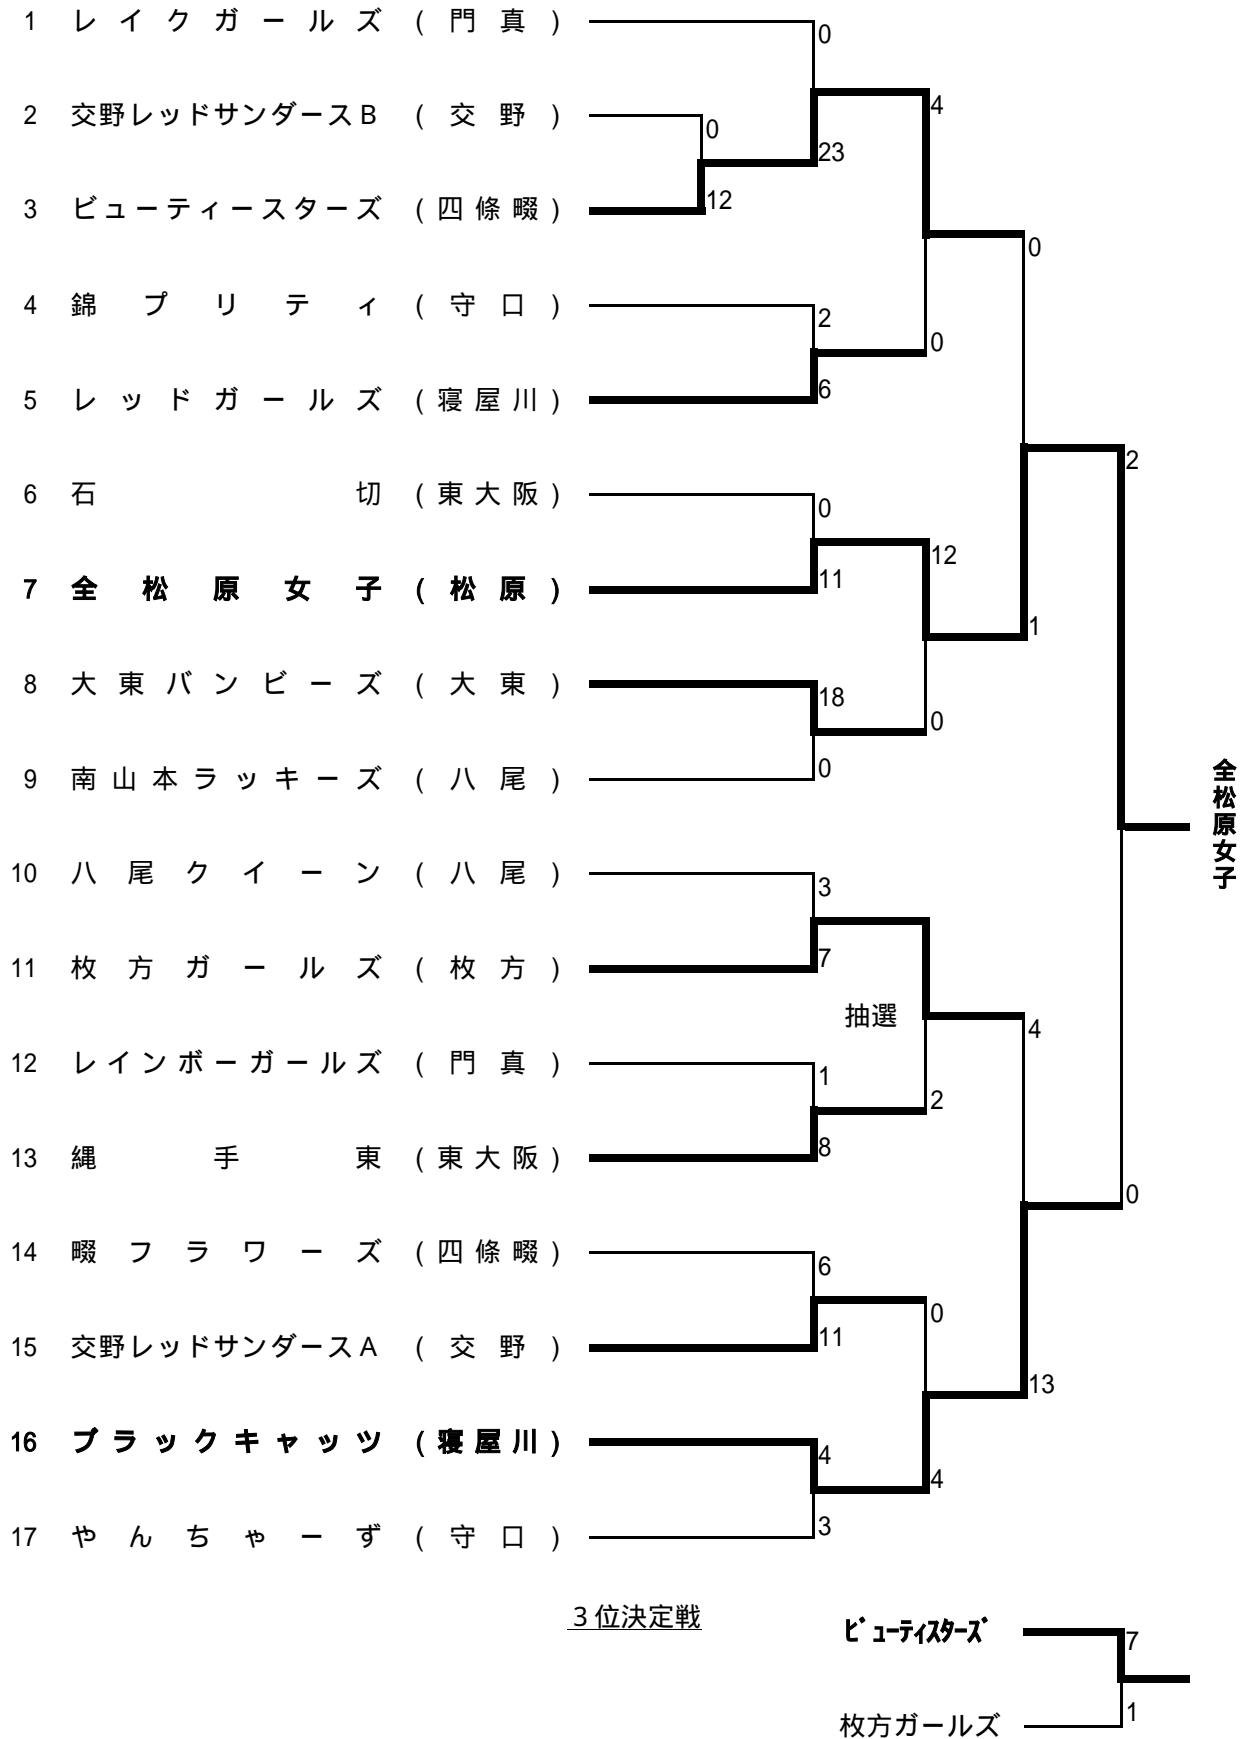 1 レイクガールズ (門真)
0
2 交野レッドサンダースB (交野)
0
4
23
3 ビューティースターズ (四條畷)
12
0
4 錦プリティ (守口)
2
0
5 レッドガールズ (寝屋川)
6
2
6 石切 (東大阪)
0
12
7 全松原女子 (松原)
11
1
8 大東バンビーズ (大東)
18
0
9 南山本ラッキーズ (八尾)
0
全松原女子
10 八尾クイーン (八尾)
3
11 枚方ガールズ (枚方)
7
抽選
4
12 レインボーガールズ (門真)
1
2
13 縄手東 (東大阪)
8
0
14 畷フラワーズ (四條畷)
6
0
15 交野レッドサンダースA (交野)
11
13
16 ブラックキャッツ (寝屋川)
4
4
17 やんちゃーず (守口)
3
3位決定戦
ビューティスターズ
7
枚方ガールズ
1